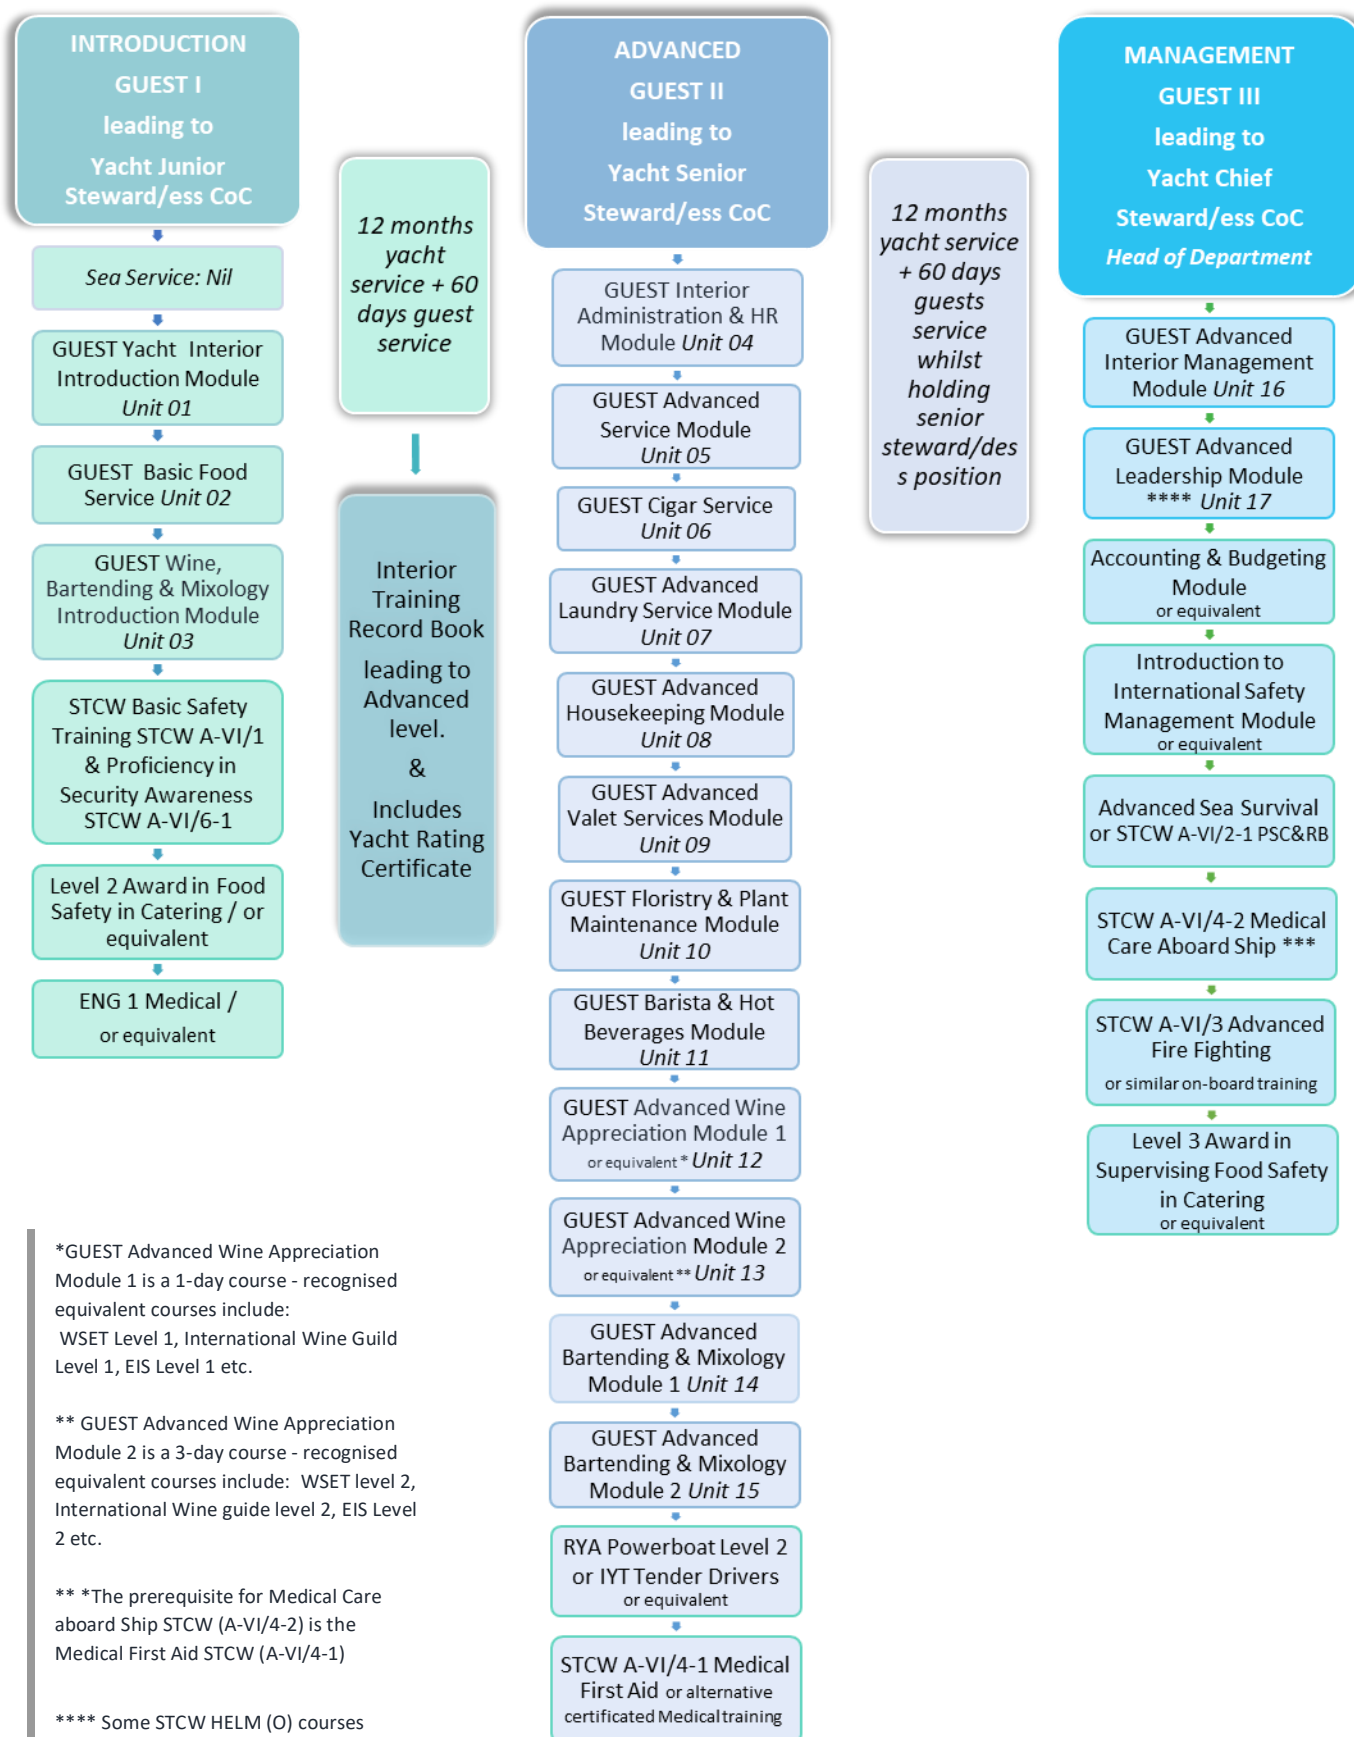 INTRODUCTION
GUEST I
leading to
Yacht Junior
Steward/ess CoC
Sea Service: Nil
GUEST Yacht Interior
Introduction Module
Unit 01
GUEST Basic Food
Service Unit 02
GUEST Wine,
Bartending & Mixology
Introduction Module
Unit 03
STCW Basic Safety
Training STCW A-VI/1
& Proficiency in
Security Awareness
STCW A-VI/6-1
Level 2 Award in Food
Safety in Catering / or
equivalent
ENG 1 Medical /
or equivalent
12 months
yacht
service + 60
days guest
service
Interior
Training
Record Book
leading to
Advanced
level.
&
Includes
Yacht Rating
Certificate
ADVANCED
GUEST II
leading to
Yacht Senior
Steward/ess CoC
GUEST Interior
Administration & HR
Module Unit 04
GUEST Advanced
Service Module
Unit 05
GUEST Cigar Service
Unit 06
GUEST Advanced
Laundry Service Module
Unit 07
GUEST Advanced
Housekeeping Module
Unit 08
GUEST Advanced
Valet Services Module
Unit 09
GUEST Floristry & Plant
Maintenance Module
Unit 10
GUEST Barista & Hot
Beverages Module
Unit 11
GUEST Advanced Wine
Appreciation Module 1
or equivalent * Unit 12
GUEST Advanced Wine
Appreciation Module 2
or equivalent ** Unit 13
GUEST Advanced
Bartending & Mixology
Module 1 Unit 14
GUEST Advanced
Bartending & Mixology
Module 2 Unit 15
RYA Powerboat Level 2
or IYT Tender Drivers
or equivalent
STCW A-VI/4-1 Medical
First Aid or alternative
certificated Medical training
12 months
yacht service
+ 60 days
guests
service
whilst
holding
senior
steward/des
s position
MANAGEMENT
GUEST III
leading to
Yacht Chief
Steward/ess CoC
Head of Department
GUEST Advanced
Interior Management
Module Unit 16
GUEST Advanced
Leadership Module
**** Unit 17
Accounting & Budgeting
Module
or equivalent
Introduction to
International Safety
Management Module
or equivalent
Advanced Sea Survival
or STCW A-VI/2-1 PSC&RB
STCW A-VI/4-2 Medical
Care Aboard Ship ***
STCW A-VI/3 Advanced
Fire Fighting
or similar on-board training
Level 3 Award in
Supervising Food Safety
in Catering
or equivalent
*GUEST Advanced Wine Appreciation
Module 1 is a 1-day course - recognised
equivalent courses include:
WSET Level 1, International Wine Guild
Level 1, EIS Level 1 etc.
** GUEST Advanced Wine Appreciation
Module 2 is a 3-day course - recognised
equivalent courses include: WSET level 2,
International Wine guide level 2, EIS Level
2 etc.
** *The prerequisite for Medical Care
aboard Ship STCW (A-VI/4-2) is the
Medical First Aid STCW (A-VI/4-1)
**** Some STCW HELM (O) courses